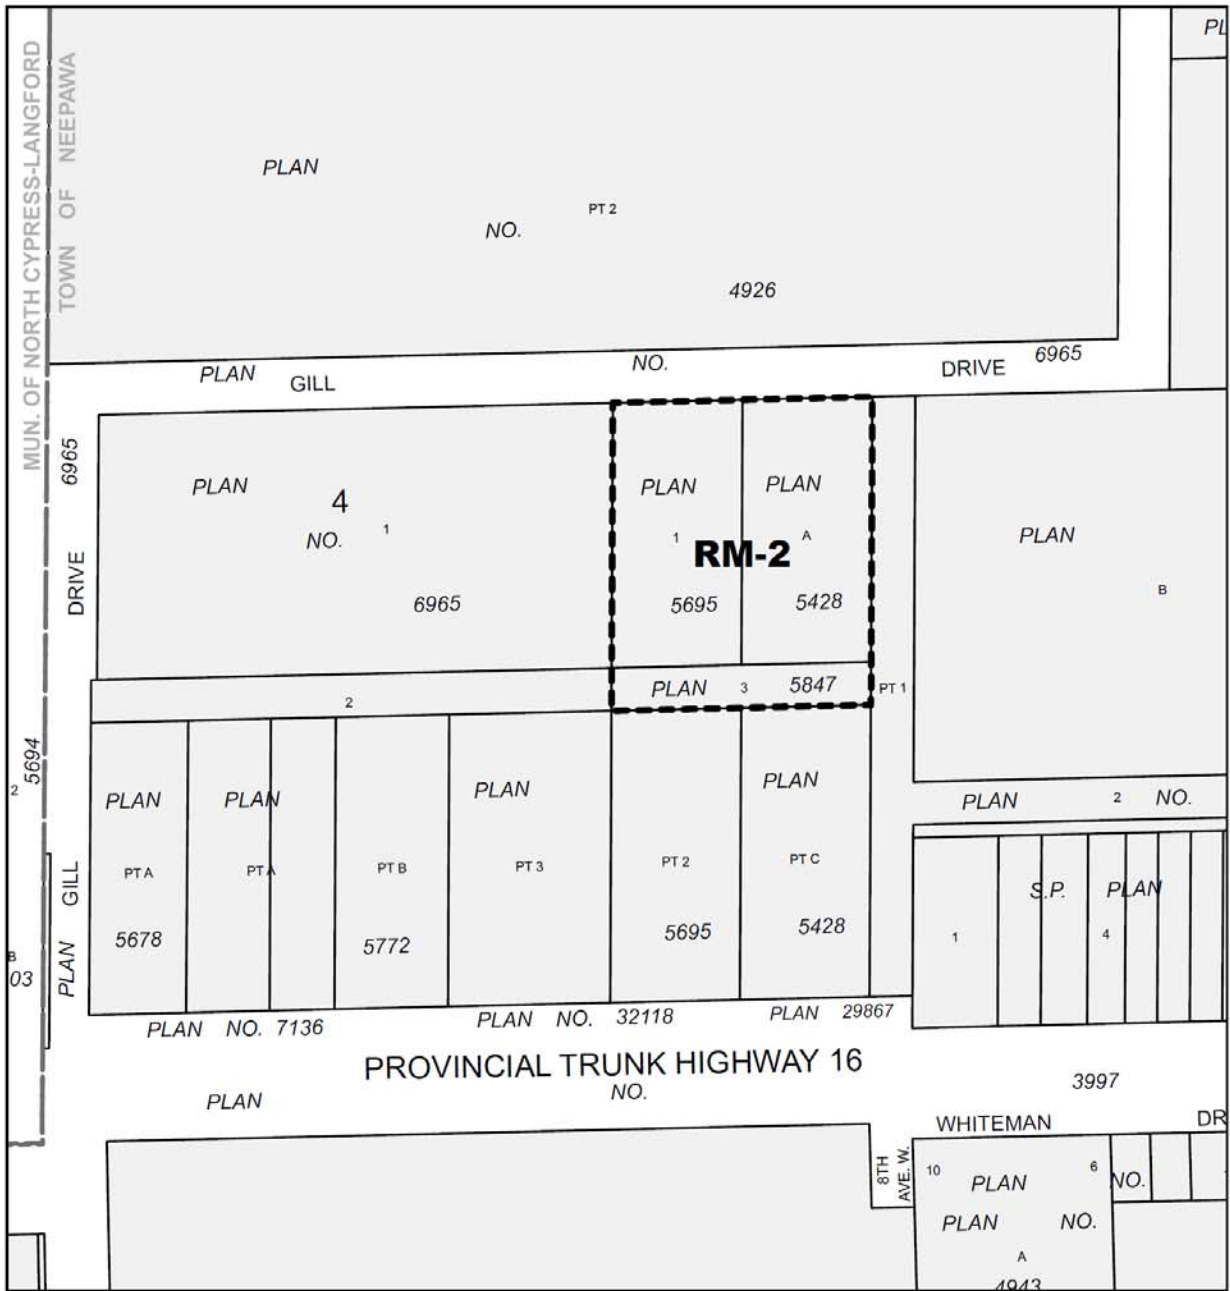 PL
MUN. OF NORTH CYPRESS-LANGFORD
TOWN OF NEEPAWA
PLAN
PT 2
NO.
4926
PLAN
GILL
NO.
DRIVE
6965
6965
DRIVE
PLAN
4
NO.
1
6965
PLAN
1
5695
PLAN
A
5428
RM-2
PLAN
B
2
PLAN 3 5847
PT 1
5694
2
B
03
PLAN
GILL
PLAN
PT A
5678
PLAN
PT A
PT B
5772
PLAN
PT 3
PT 2
5695
PLAN
PT C
5428
PLAN 2 NO.
S.P. PLAN
1
4
PLAN NO. 7136
PLAN NO. 32118
PLAN 29867
PROVINCIAL TRUNK HIGHWAY 16
PLAN
NO.
3997
WHITEMAN
DR
8TH
AVE. W.
10
PLAN
6
NO.
PLAN
NO.
A
4943